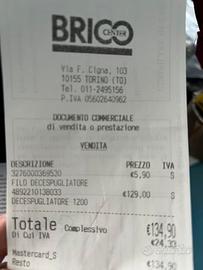 BRICO
CENTER
Via F. Cigna, 103
10155 TORINO (TO)
Tel. 011-2495156
P.IVA 05602640962
DOCUMENTO COMMERCIALE
di vendita o prestazione
VENDITA
DESCRIZIONE PREZZO IVA
3276000369530 €5,90 S
FILO DECESPUGLIATORE
4892210138033 €129,00 S
DECESPUGLIATORE 1200
Totale Complessivo €134,90
Di Cui IVA €24,33
Mastercard_S €134,90
Resto